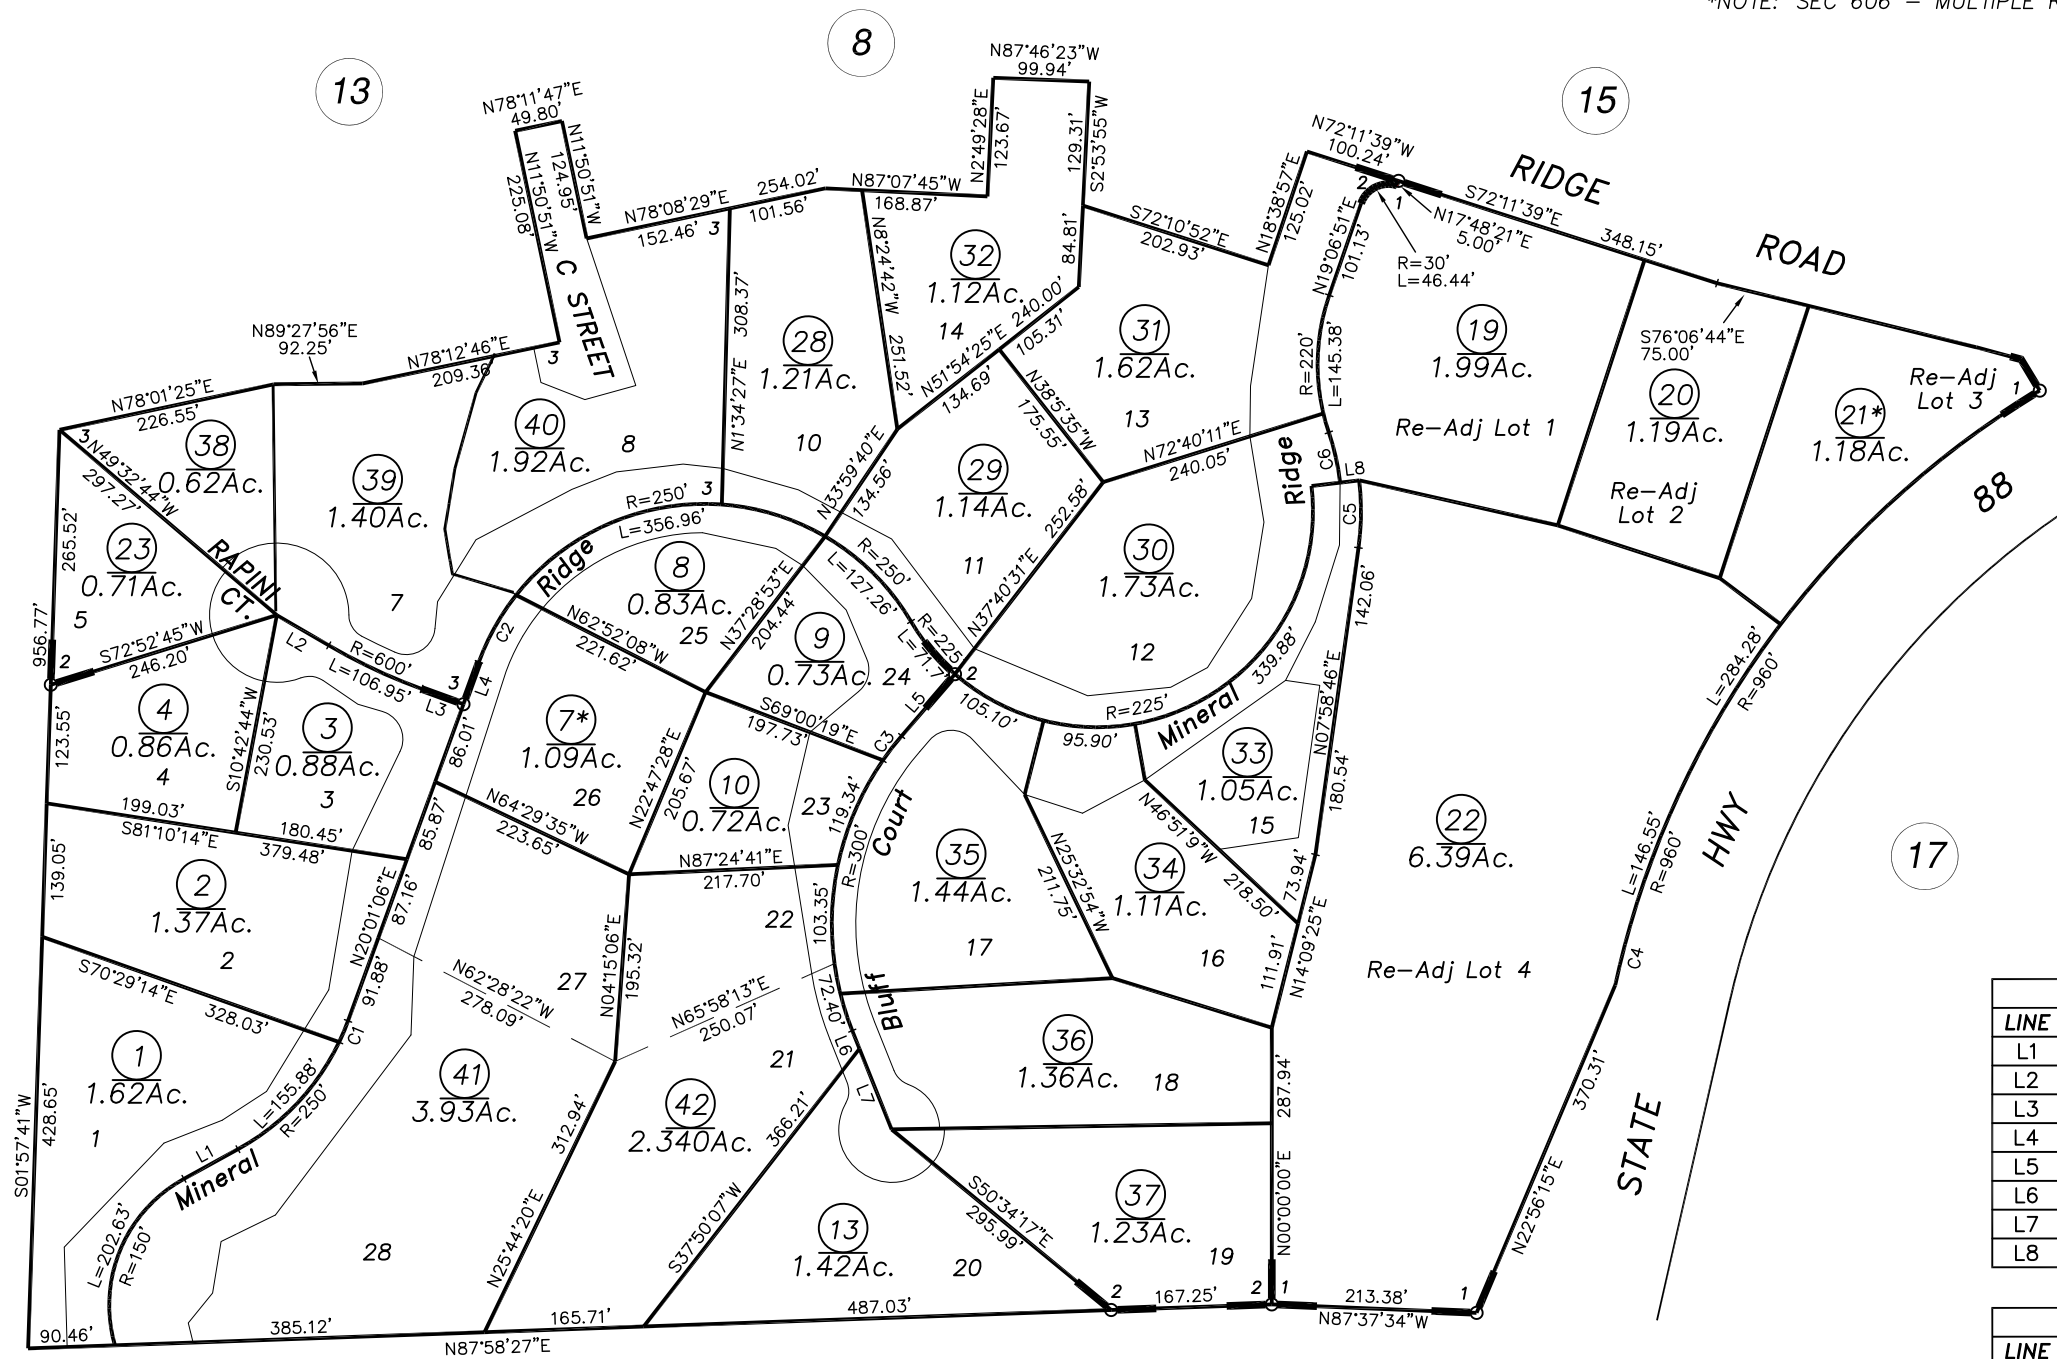 *NOTE: SEC 606 – MULTIPLE R
13
8
15
17
N78°11'47"E
49.80'
N11°50'51"W
124.95'
N11°50'51"W
225.08'
C STREET
N78°08'29"E
152.46'
3
254.02'
101.56'
N87°07'45"W
168.87'
N2°49'28"E
123.67'
N87°46'23"W
99.94'
129.31'
S2°53'55"W
84.81'
S72°10'52"E
202.93'
N18°38'57"E
125.02'
N72°11'39"W
100.24'
2
1
RIDGE
ROAD
S72°11'39"E
348.15'
N17°48'21"E
5.00'
R=30'
L=46.44'
N19°06'51"E
101.13'
R=220'
L=145.38'
S76°06'44"E
75.00'
19
1.99Ac.
Re-Adj Lot 1
20
1.19Ac.
Re-Adj
Lot 2
21*
1.18Ac.
Re-Adj
Lot 3
1
88
HWY
STATE
N89°27'56"E
92.25'
N78°12'46"E
209.36'
3
N78°01'25"E
226.55'
3
N49°32'44"W
297.27'
38
0.62Ac.
39
1.40Ac.
7
40
1.92Ac.
8
N1°34'27"E
308.37'
3
28
1.21Ac.
10
N8°24'42"W
251.52'
32
1.12Ac.
14
N51°54'25"E
240.00'
134.69'
105.31'
31
1.62Ac.
13
N38°5'35"W
175.55'
N72°40'11"E
240.05'
Ridge
C6
L8
C5
29
1.14Ac.
11
N33°59'40"E
134.56'
N37°40'31"E
252.58'
30
1.73Ac.
12
265.52'
956.77'
23
0.71Ac.
5
RAPINI
CT.
2
S72°52'45"W
246.20'
L2
R=600'
L=106.95'
3
L3
L4
C2
Ridge
R=250'
L=356.96'
8
0.83Ac.
25
N62°52'08"W
221.62'
N37°28'53"E
204.44'
R=250'
L=127.26'
R=225
L=71.7
2
9
0.73Ac.
24
L5
S69°00'19"E
197.73'
C3
105.10'
R=225'
95.90'
339.88'
Mineral
142.06'
N07°58'46"E
180.54'
123.55'
4
0.86Ac.
4
S10°42'44"W
230.53'
3
0.88Ac.
3
86.01'
7*
1.09Ac.
26
N22°47'28"E
205.67'
10
0.72Ac.
23
119.34'
R=300'
Court
Bluff
33
1.05Ac.
15
N46°51'9"W
218.50'
73.94'
22
6.39Ac.
Re-Adj Lot 4
L=284.28'
R=960'
L=146.55'
R=960'
C4
370.31'
N22°56'15"E
199.03'
S81°10'14"E
180.45'
379.48'
85.87'
N64°29'35"W
223.65'
N87°24'41"E
217.70'
139.05'
2
1.37Ac.
2
N20°01'06"E
87.16'
91.88'
22
103.35'
35
1.44Ac.
17
N25°32'54"W
211.75'
34
1.11Ac.
16
111.91'
N14°09'25"E
S70°29'14"E
328.03'
C1
N62°28'22"W
278.09'
27
N04°15'06"E
195.32'
N65°58'13"E
250.07'
21
72.40'
L6
L7
36
1.36Ac.
18
287.94'
N00°00'00"E
1
1.62Ac.
1
S01°57'41"W
428.65'
L=155.88'
R=250'
L1
Mineral
L=202.63'
R=150'
41
3.93Ac.
28
312.94'
N25°44'20"E
42
2.340Ac.
366.21'
S37°50'07"W
13
1.42Ac.
20
S50°34'17"E
295.99'
37
1.23Ac.
19
2
167.25'
2
1
213.38'
1
N87°37'34"W
90.46'
385.12'
N87°58'27"E
165.71'
487.03'
LINE
L1
L2
L3
L4
L5
L6
L7
L8
LINE